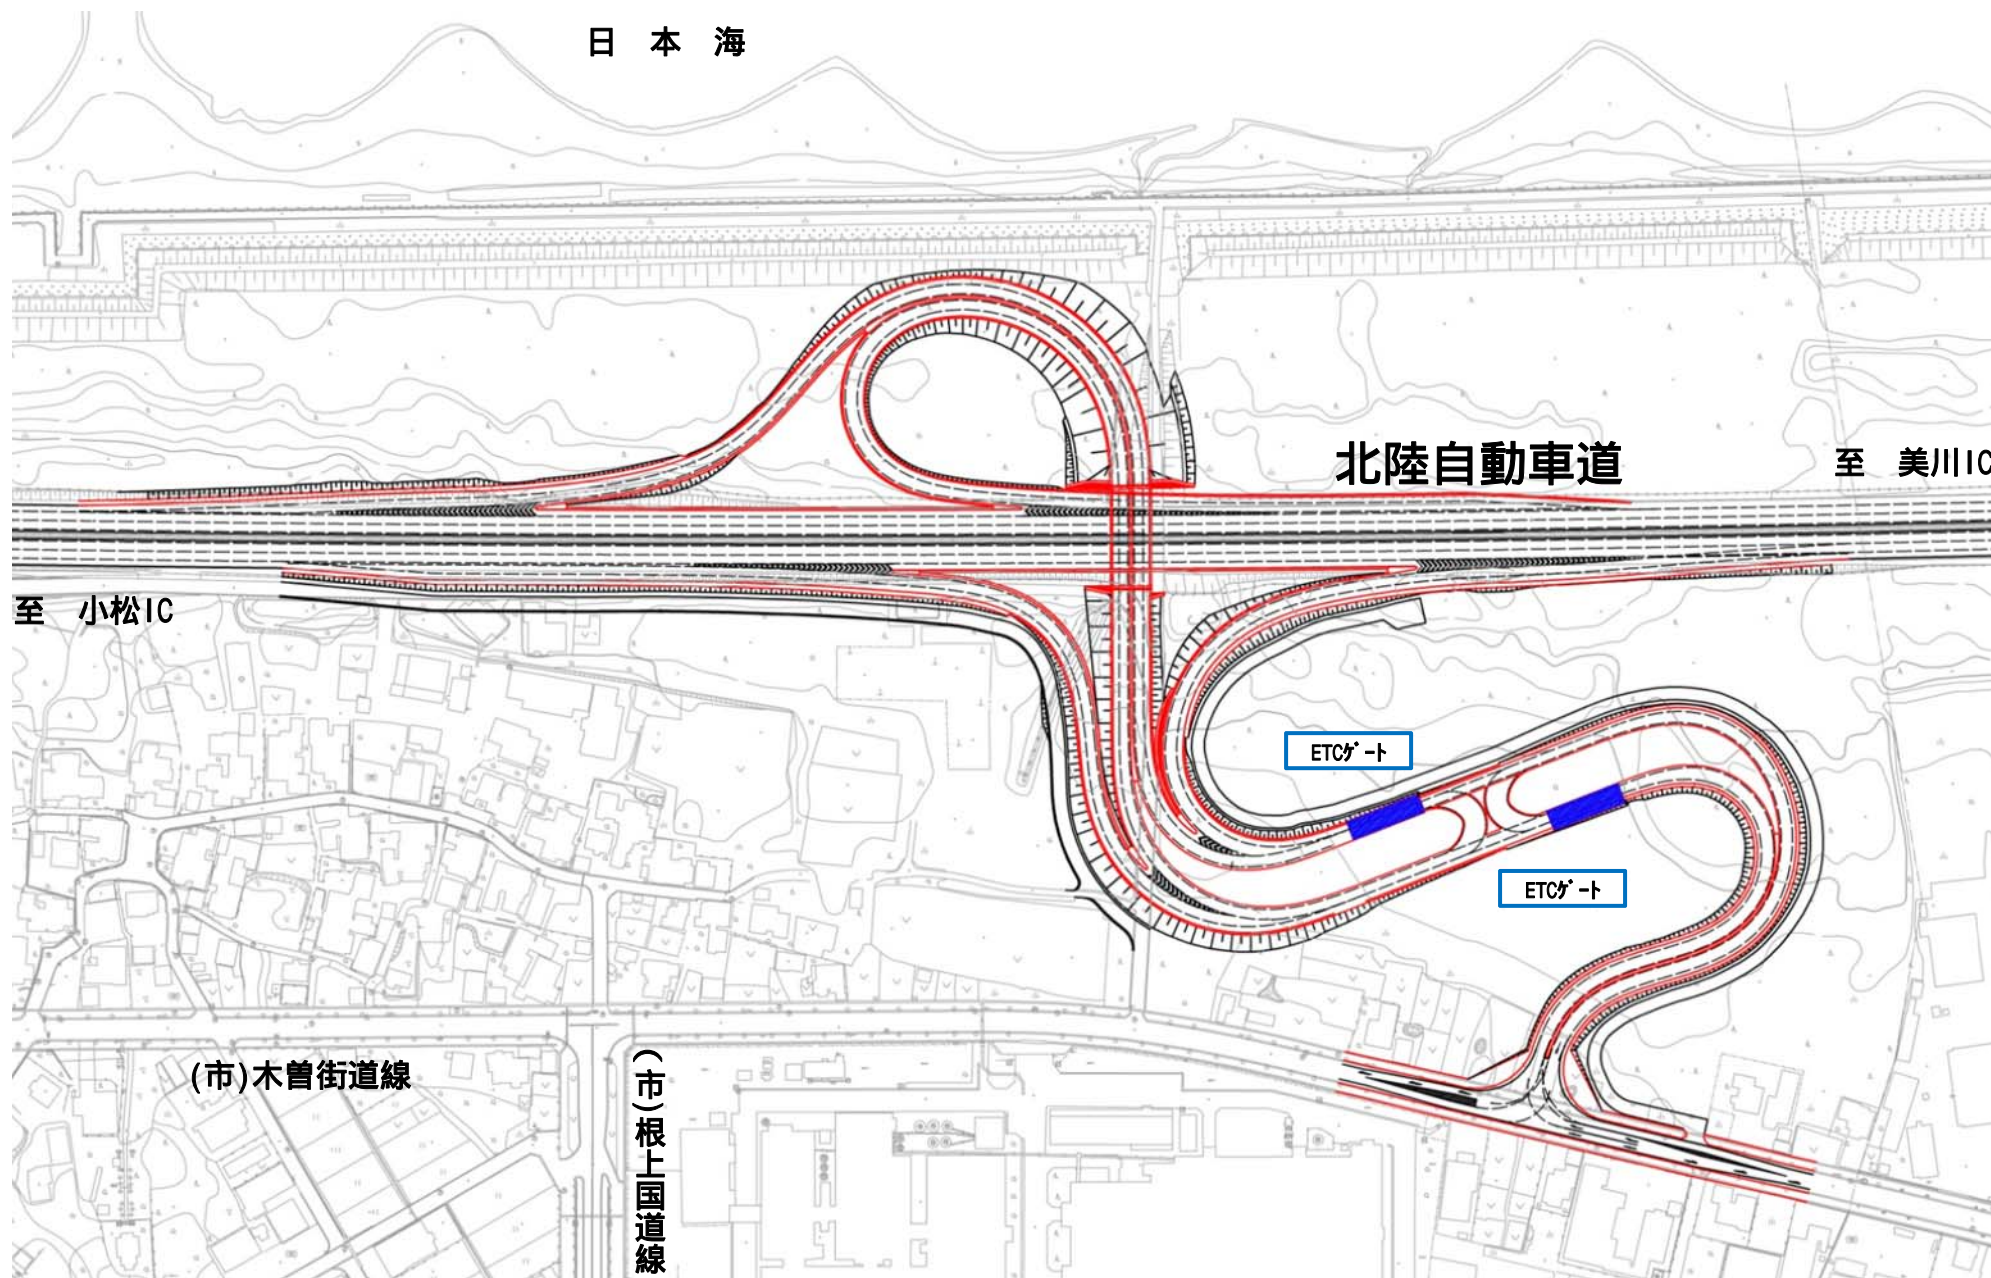 日 本 海
北陸自動車道
至 美川IC
至 小松IC
ETCｹﾞｰﾄ
ETCｹﾞｰﾄ
(市)木曽街道線
(市)根上国道線